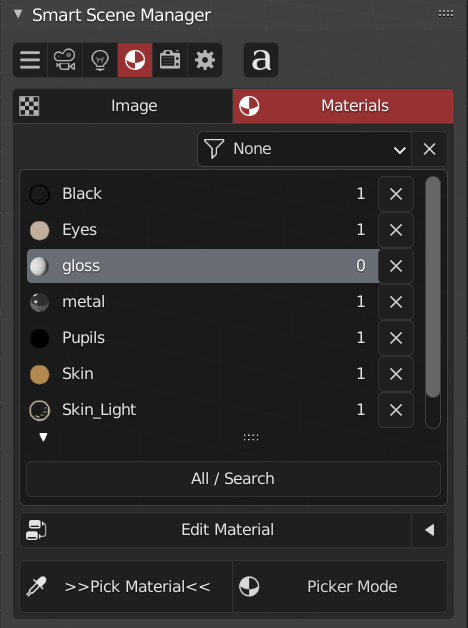 Smart Scene Manager
a
Image Materials
None
Black 1
Eyes 1
gloss 0
metal 1
Pupils 1
Skin 1
Skin_Light 1
All / Search
Edit Material
>>Pick Material<< Picker Mode